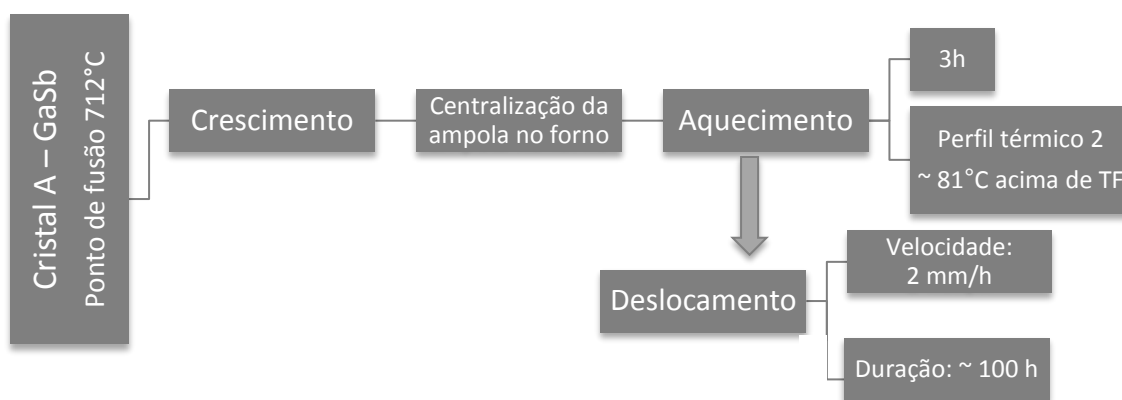 Cristal A – GaSb
Ponto de fusão 712°C
Crescimento
Centralização da
ampola no forno
Aquecimento
3h
Perfil térmico 2
~ 81°C acima de TF
Deslocamento
Velocidade:
2 mm/h
Duração: ~ 100 h